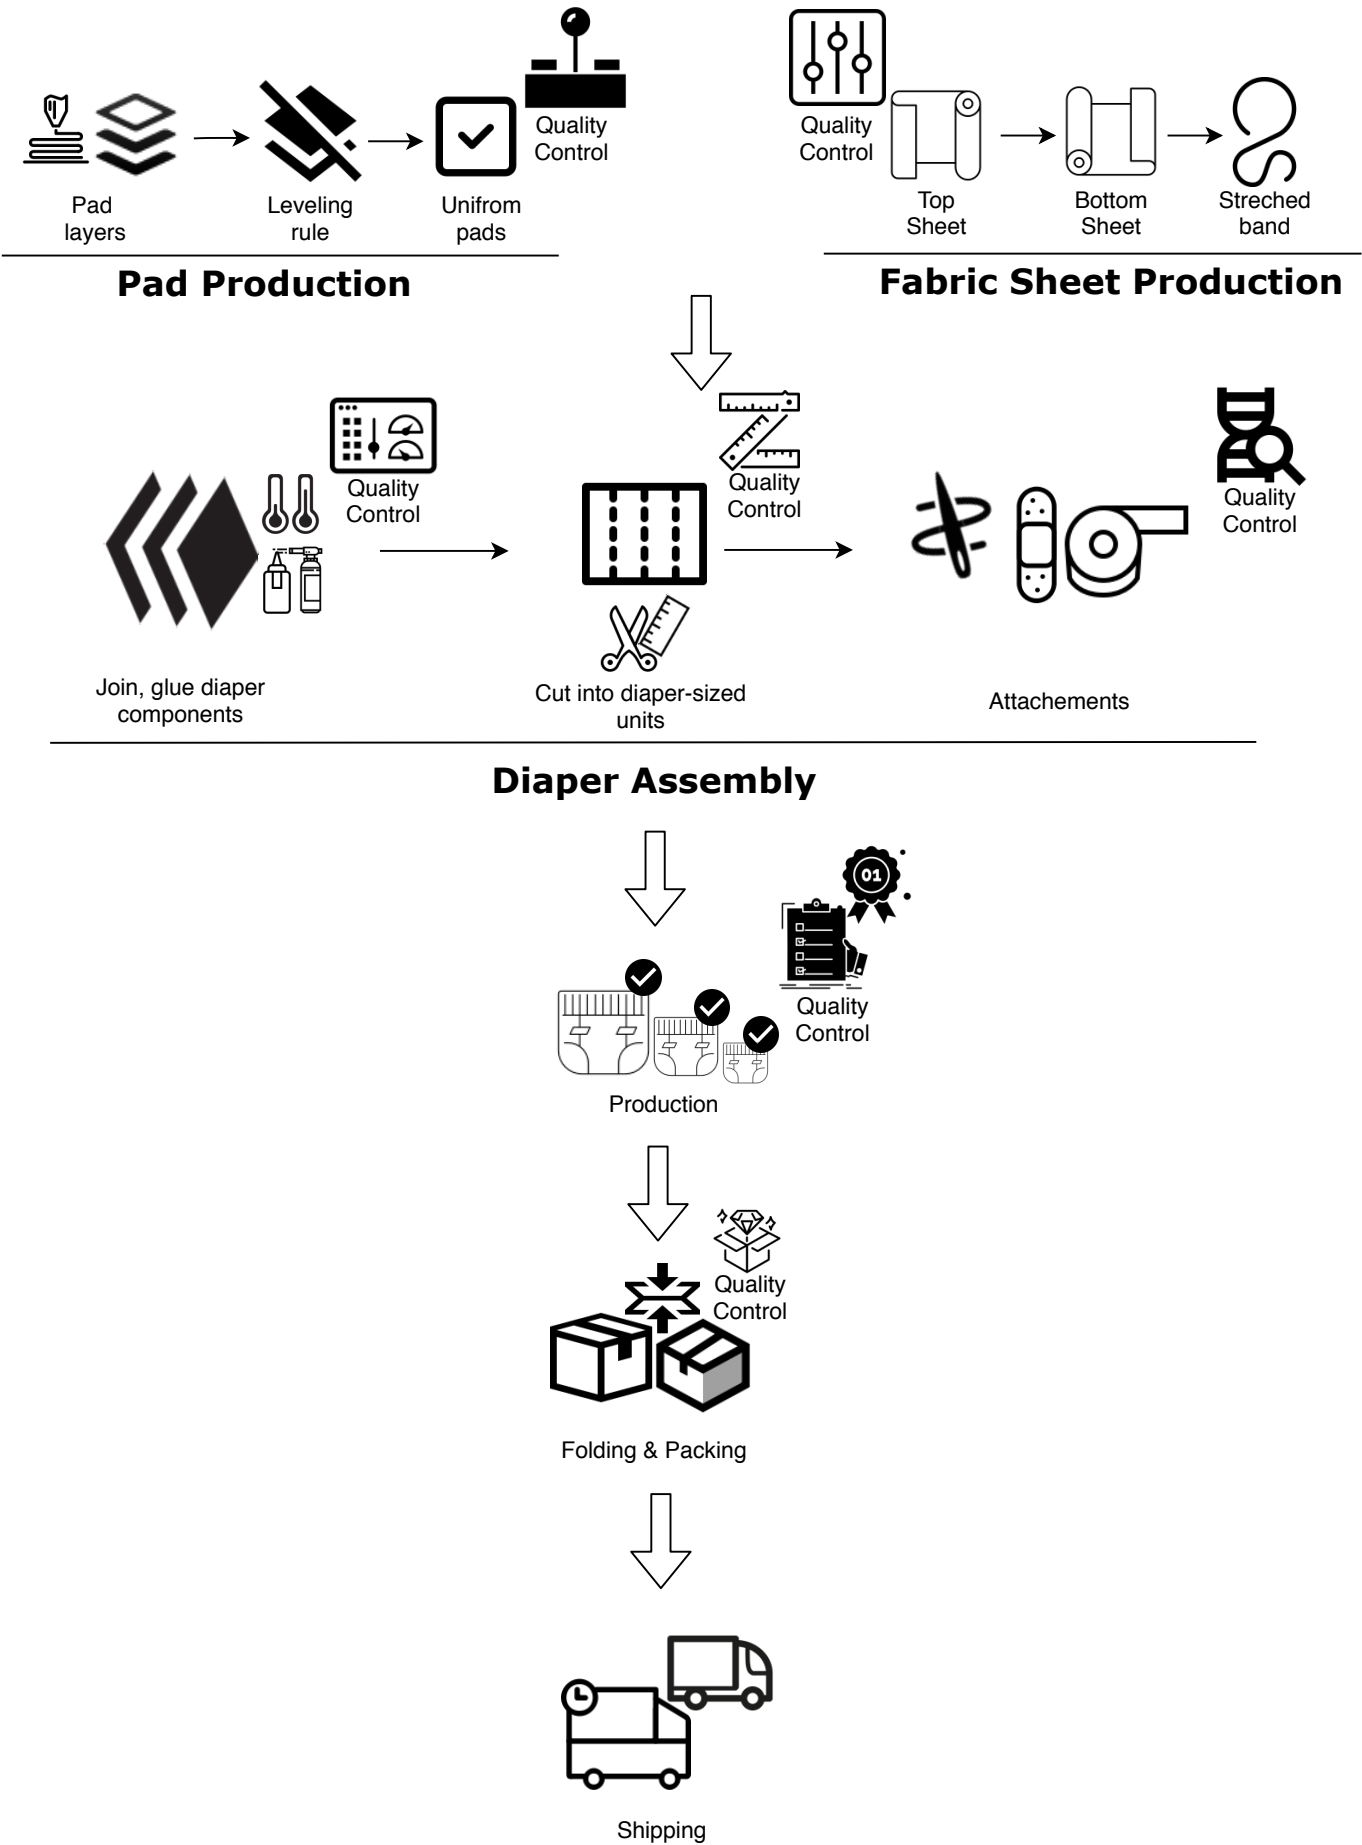 Quality
Control
Pad
layers
Leveling
rule
Unifrom
pads
Pad Production
Quality
Control
Top
Sheet
Bottom
Sheet
Streched
band
Fabric Sheet Production
Quality
Control
Join, glue diaper
components
Quality
Control
Cut into diaper-sized
units
Quality
Control
Attachements
Diaper Assembly
01
Quality
Control
Production
Quality
Control
Folding & Packing
Shipping